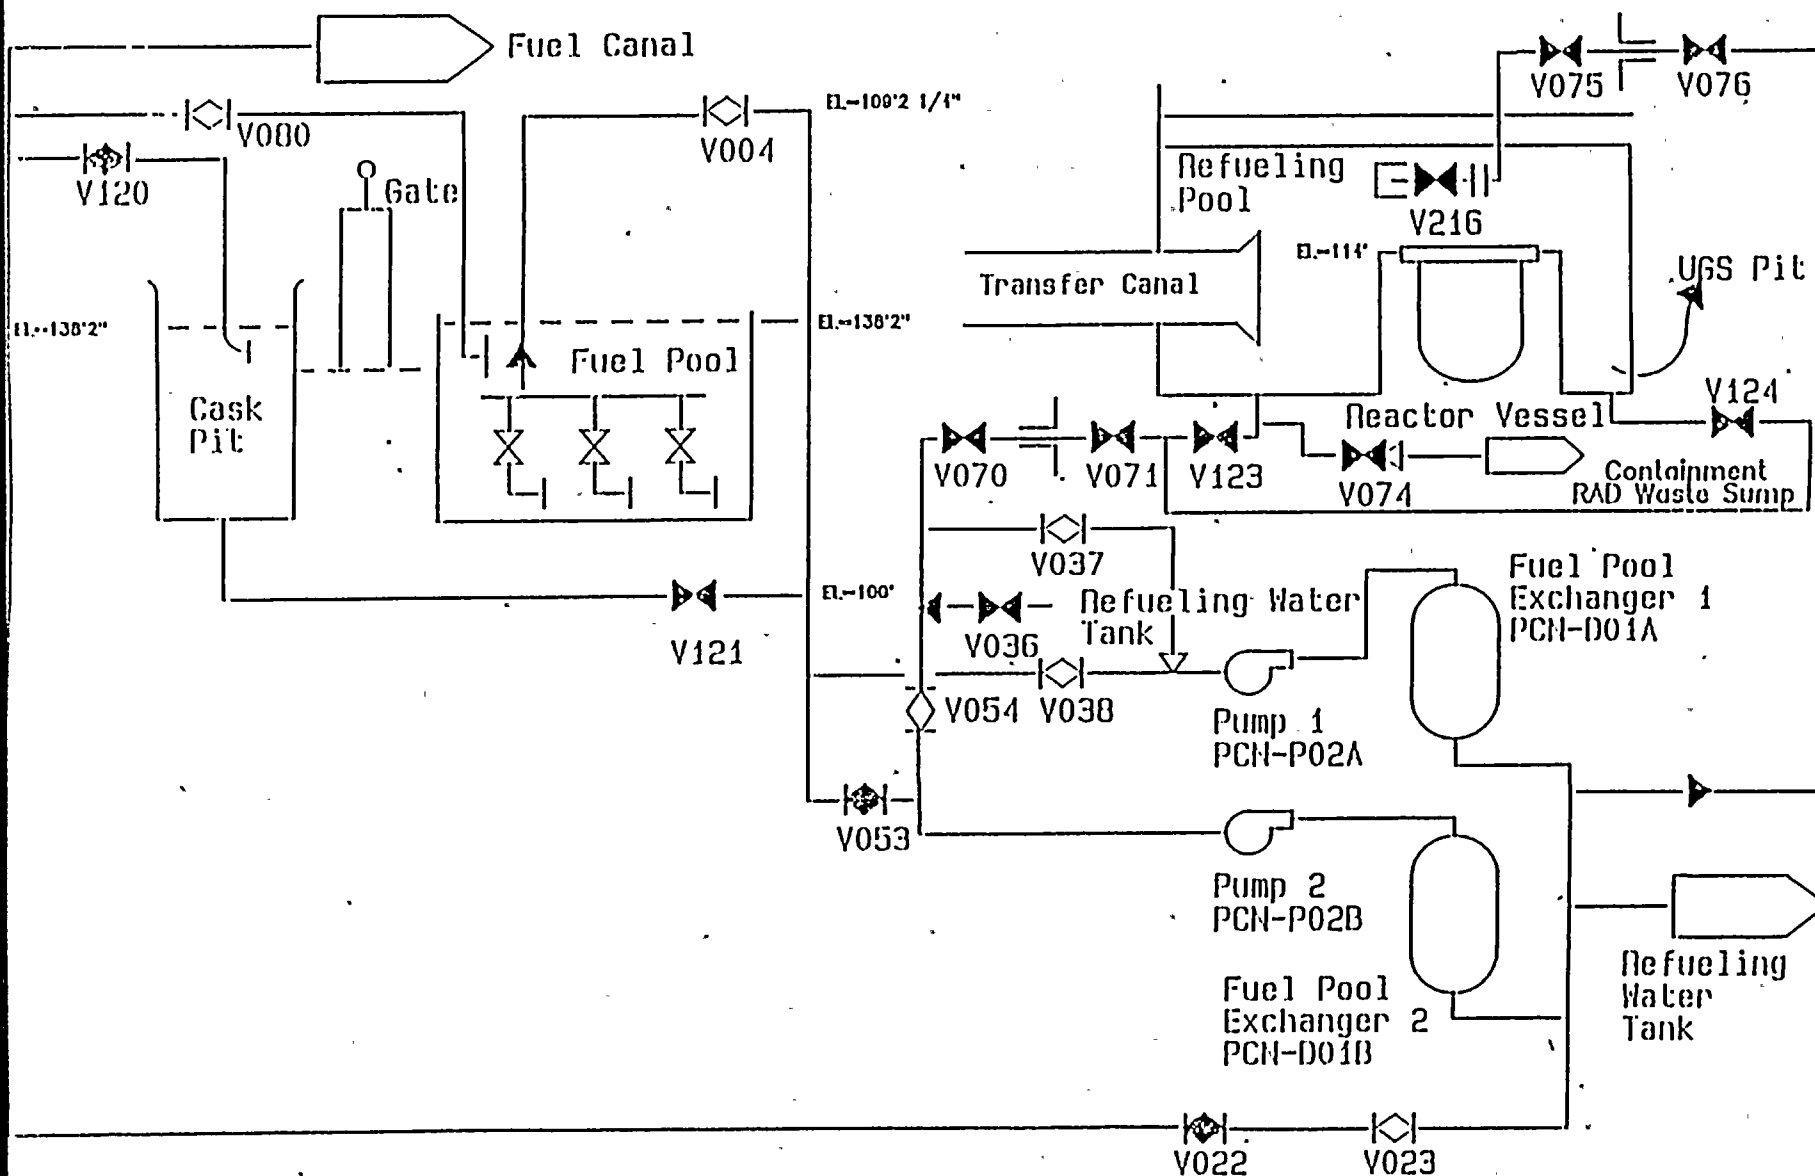 Fuel Canal
V075
V076
V080
El.-109'2 1/4"
V004
V120
Gate
Refueling
Pool
V216
El.-114'
UGS Pit
Transfer Canal
El.-138'2"
El.-138'2"
Fuel Pool
Cask
Pit
V124
Reactor Vessel
V070
V071
V123
V074
Containment
RAD Waste Sump
V037
Fuel Pool
Exchanger 1
PCN-D01A
El.-100'
Refueling Water
Tank
V036
V121
V054
V038
Pump 1
PCN-P02A
V053
Pump 2
PCN-P02B
Refueling
Water
Tank
Fuel Pool
Exchanger 2
PCN-D01B
V022
V023